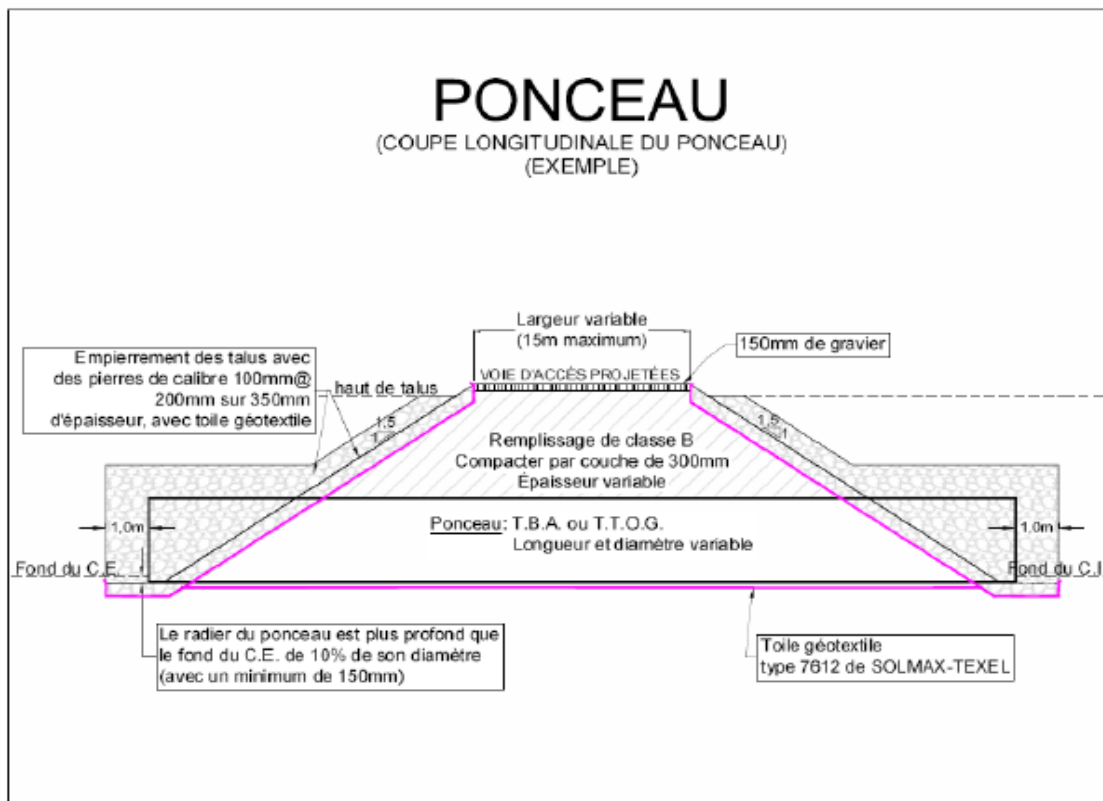 PONCEAU
(COUPE LONGITUDINALE DU PONCEAU)
(EXEMPLE)
Largeur variable
(15m maximum)
150mm de gravier
Empierrement des talus avec
des pierres de calibre 100mm@
200mm sur 350mm
d'épaisseur, avec toile géotextile
haut de talus
VOIE D'ACCÈS PROJETÉES
1,5
1
1,5
1
Remplissage de classe B
Compacter par couche de 300mm
Épaisseur variable
1,0m
Ponceau: T.B.A. ou T.T.O.G.
Longueur et diamètre variable
1,0m
Fond du C.E.
Fond du C.I
Le radier du ponceau est plus profond que
le fond du C.E. de 10% de son diamètre
(avec un minimum de 150mm)
Toile géotextile
type 7612 de SOLMAX-TEXEL